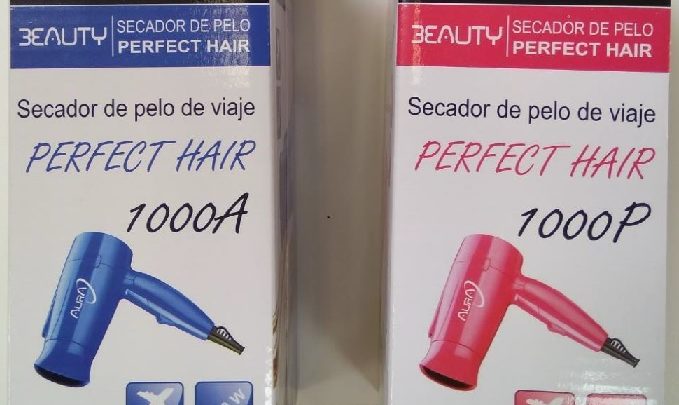 BEAUTY
SECADOR DE PELO
PERFECT HAIR
Secador de pelo de viaje
PERFECT HAIR
1000A
AURA
BEAUTY
SECADOR DE PELO
PERFECT HAIR
Secador de pelo de viaje
PERFECT HAIR
1000P
AURA